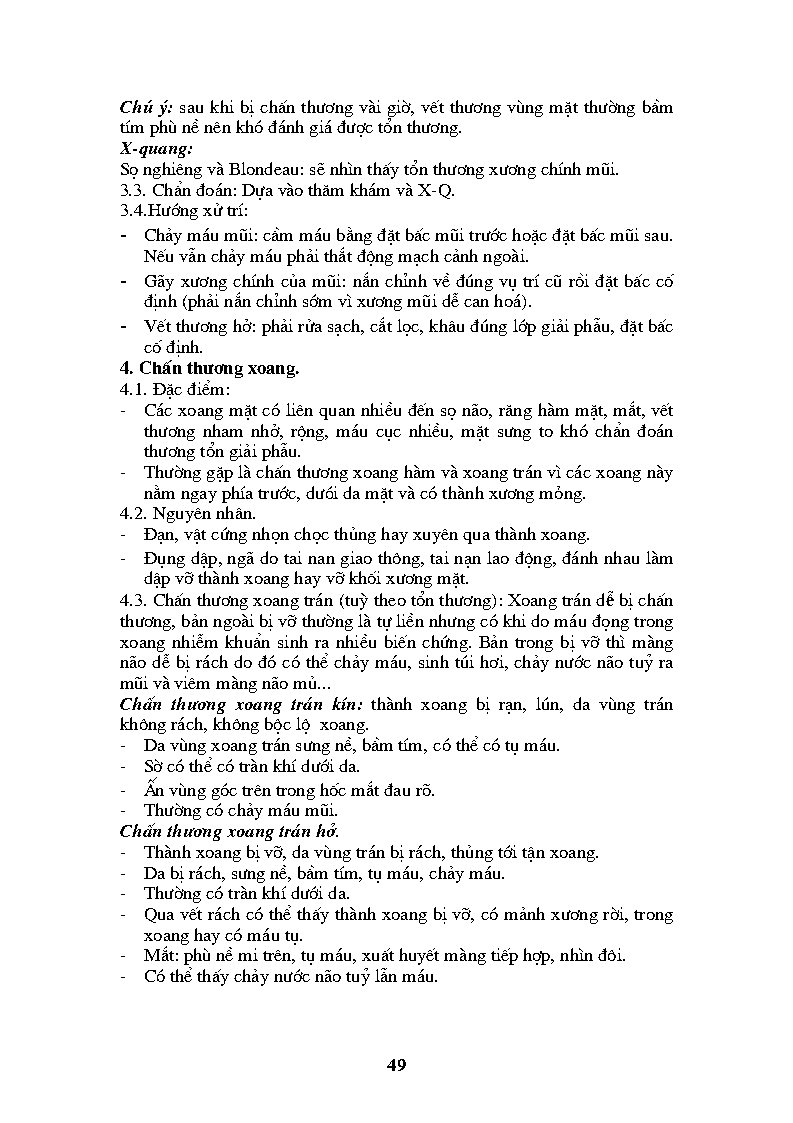 Chú ý: sau khi bị chấn thương vài giờ, vết thương vùng mặt thường bầm
tím phù nề nên khó đánh giá được tổn thương.
X-quang:
Sọ nghiêng và Blondeau: sẽ nhìn thấy tổn thương xương chính mũi.
3.3. Chẩn đoán: Dựa vào thăm khám và X-Q.
3.4.Hướng xử trí:
- Chảy máu mũi: cầm máu bằng đặt bấc mũi trước hoặc đặt bấc mũi sau.
Nếu vẫn chảy máu phải thắt động mạch cảnh ngoài.
- Gãy xương chính của mũi: nắn chỉnh về đúng vụ trí cũ rồi đặt bấc cố
định (phải nắn chỉnh sớm vì xương mũi dễ can hoá).
- Vết thương hở: phải rửa sạch, cắt lọc, khâu đúng lớp giải phẫu, đặt bấc
cố định.
4. Chấn thương xoang.
4.1. Đặc điểm:
- Các xoang mặt có liên quan nhiều đến sọ não, răng hàm mặt, mắt, vết
thương nham nhở, rộng, máu cục nhiều, mặt sưng to khó chẩn đoán
thương tổn giải phẫu.
- Thường gặp là chấn thương xoang hàm và xoang trán vì các xoang này
nằm ngay phía trước, dưới da mặt và có thành xương mỏng.
4.2. Nguyên nhân.
- Đạn, vật cứng nhọn chọc thủng hay xuyên qua thành xoang.
- Đụng dập, ngã do tai nan giao thông, tai nạn lao động, đánh nhau làm
dập vỡ thành xoang hay vỡ khối xương mặt.
4.3. Chấn thương xoang trán (tuỳ theo tổn thương): Xoang trán dễ bị chấn
thương, bản ngoài bị vỡ thường là tự liền nhưng có khi do máu đọng trong
xoang nhiễm khuẩn sinh ra nhiều biến chứng. Bản trong bị vỡ thì màng
não dễ bị rách do đó có thể chảy máu, sinh túi hơi, chảy nước não tuỷ ra
mũi và viêm màng não mủ...
Chấn thương xoang trán kín: thành xoang bị rạn, lún, da vùng trán
không rách, không bộc lộ xoang.
- Da vùng xoang trán sưng nề, bầm tím, có thể có tụ máu.
- Sờ có thể có tràn khí dưới da.
- Ấn vùng góc trên trong hốc mắt đau rõ.
- Thường có chảy máu mũi.
Chấn thương xoang trán hở.
- Thành xoang bị vỡ, da vùng trán bị rách, thủng tới tận xoang.
- Da bị rách, sưng nề, bầm tím, tụ máu, chảy máu.
- Thường có tràn khí dưới da.
- Qua vết rách có thể thấy thành xoang bị vỡ, có mảnh xương rời, trong
xoang hay có máu tụ.
- Mắt: phù nề mi trên, tụ máu, xuất huyết màng tiếp hợp, nhìn đôi.
- Có thể thấy chảy nước não tuỷ lẫn máu.
49